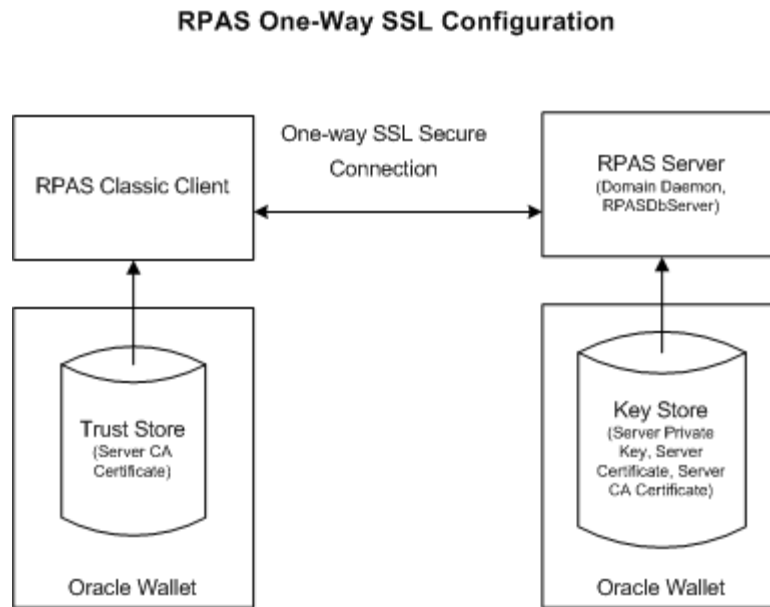 RPAS One-Way SSL Configuration
One-way SSL Secure
Connection
RPAS Classic Client
RPAS Server
(Domain Daemon,
RPASDbServer)
Trust Store
(Server CA
Certificate)
Key Store
(Server Private
Key, Server
Certificate, Server
CA Certificate)
Oracle Wallet
Oracle Wallet